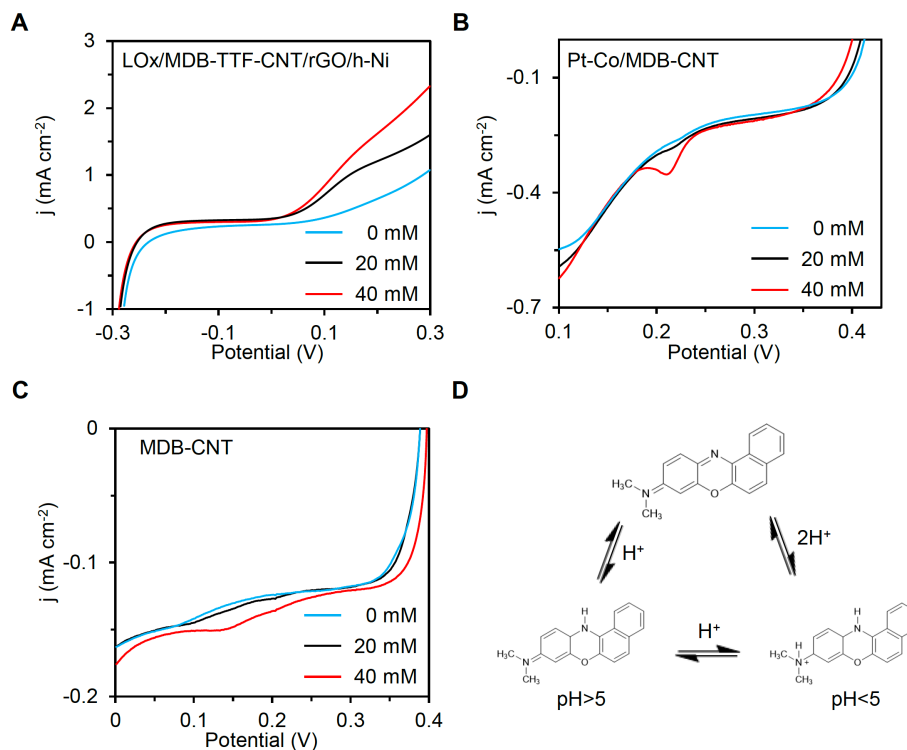 A
LOx/MDB-TTF-CNT/rGO/h-Ni
j (mA cm-2)
3
2
1
0
-1
-0.3
-0.1
0.1
0.3
Potential (V)
0 mM
20 mM
40 mM
B
Pt-Co/MDB-CNT
j (mA cm-2)
-0.1
-0.4
-0.7
0.1
0.2
0.3
0.4
Potential (V)
0 mM
20 mM
40 mM
C
MDB-CNT
j (mA cm-2)
0
-0.1
-0.2
0
0.1
0.2
0.3
0.4
Potential (V)
0 mM
20 mM
40 mM
D
N
H3C
N
O
CH3
H+
2H+
H
N
H3C
N
O
CH3
pH>5
H+
H
N
H
H3C
N
+
O
CH3
pH<5